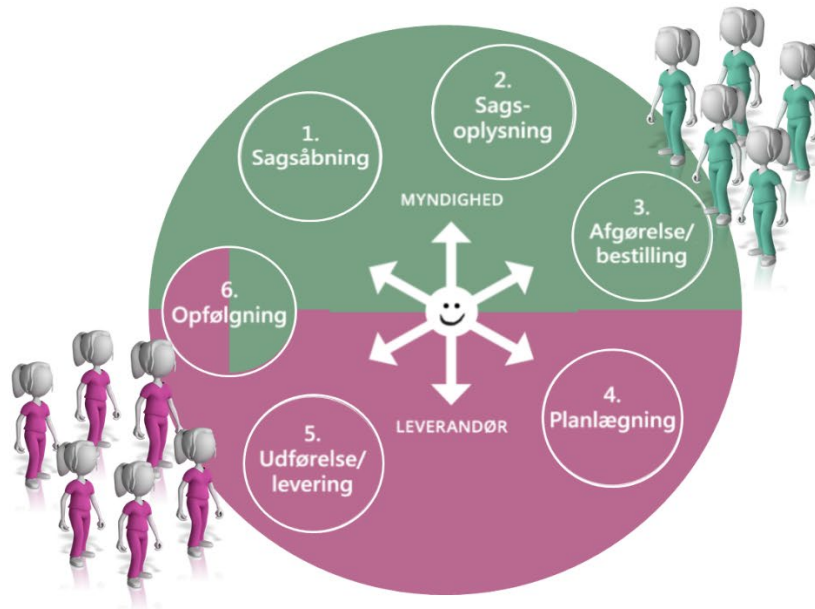 1.
Sagsåbning
2.
Sags-
oplysning
MYNDIGHED
3.
Afgørelse/
bestilling
6.
Opfølgning
4.
Planlægning
LEVERANDØR
5.
Udførelse/
levering